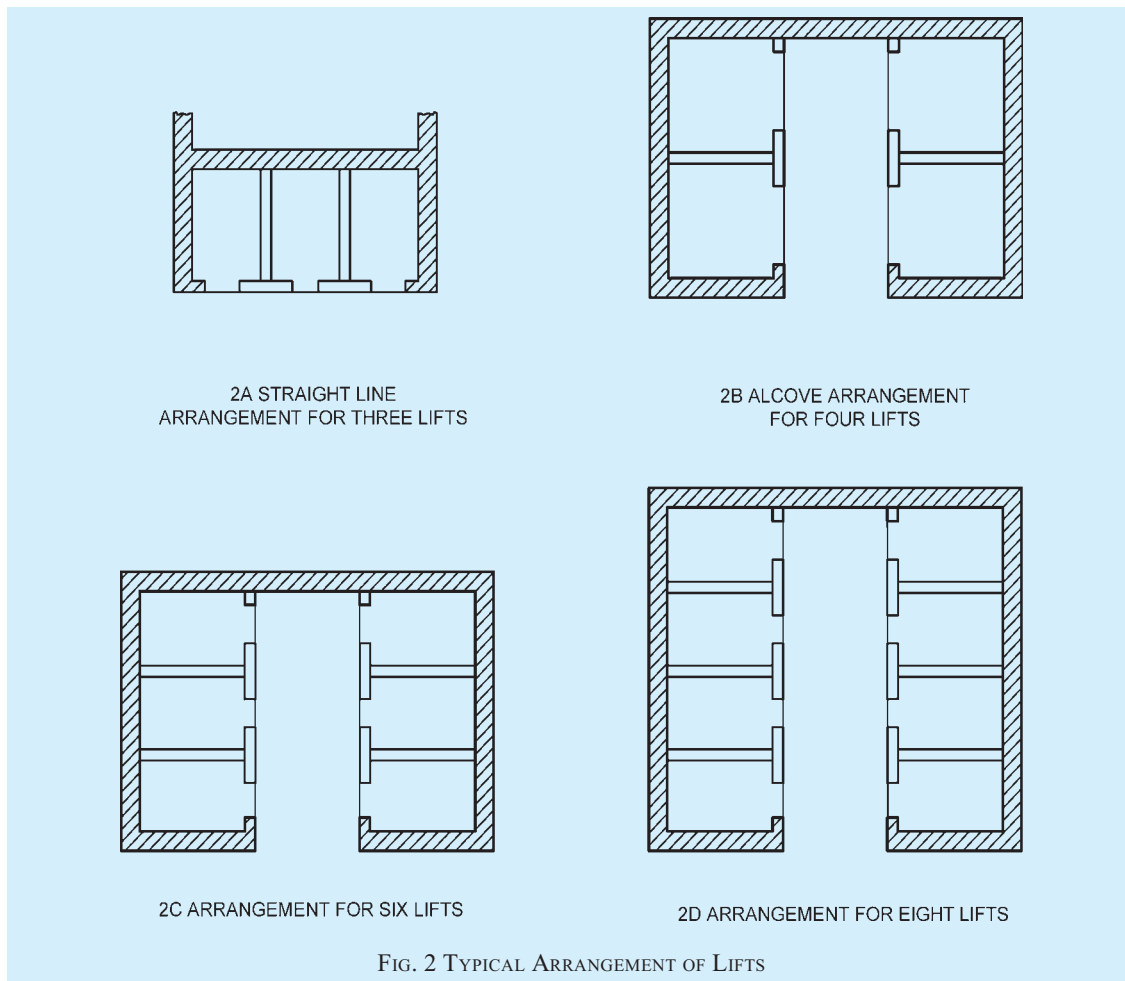 2A STRAIGHT LINE
ARRANGEMENT FOR THREE LIFTS
2B ALCOVE ARRANGEMENT
FOR FOUR LIFTS
2C ARRANGEMENT FOR SIX LIFTS
2D ARRANGEMENT FOR EIGHT LIFTS
FIG. 2 TYPICAL ARRANGEMENT OF LIFTS